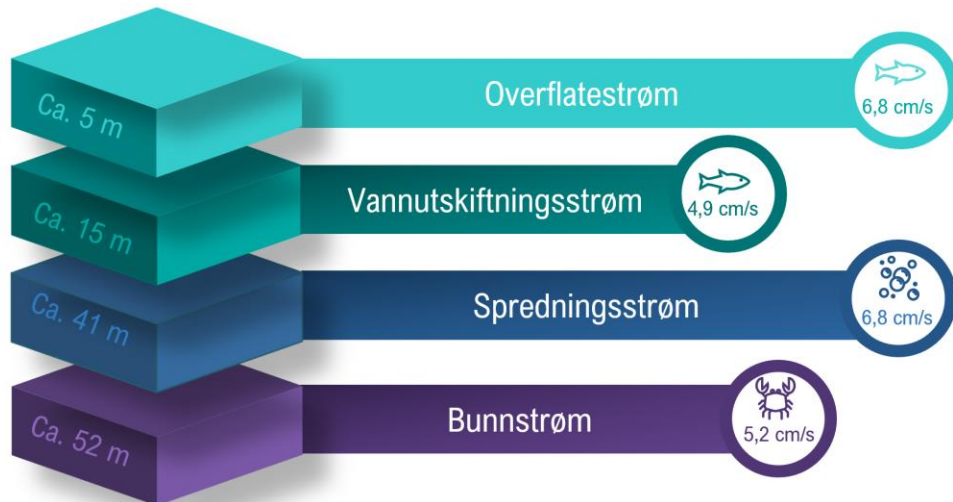 Ca. 5 m
Overflatestrøm
6,8 cm/s
Ca. 15 m
Vannutskiftningsstrøm
4,9 cm/s
Ca. 41 m
Spredningsstrøm
6,8 cm/s
Ca. 52 m
Bunnstrøm
5,2 cm/s